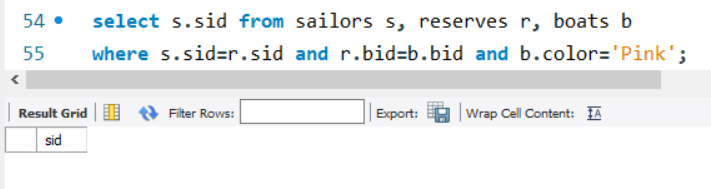 54 select s.sid from sailors s, reserves r, boats b
55 where s.sid=r.sid and r.bid=b.bid and b.color='Pink';
Result Grid Filter Rows: Export: Wrap Cell Content: IA
sid